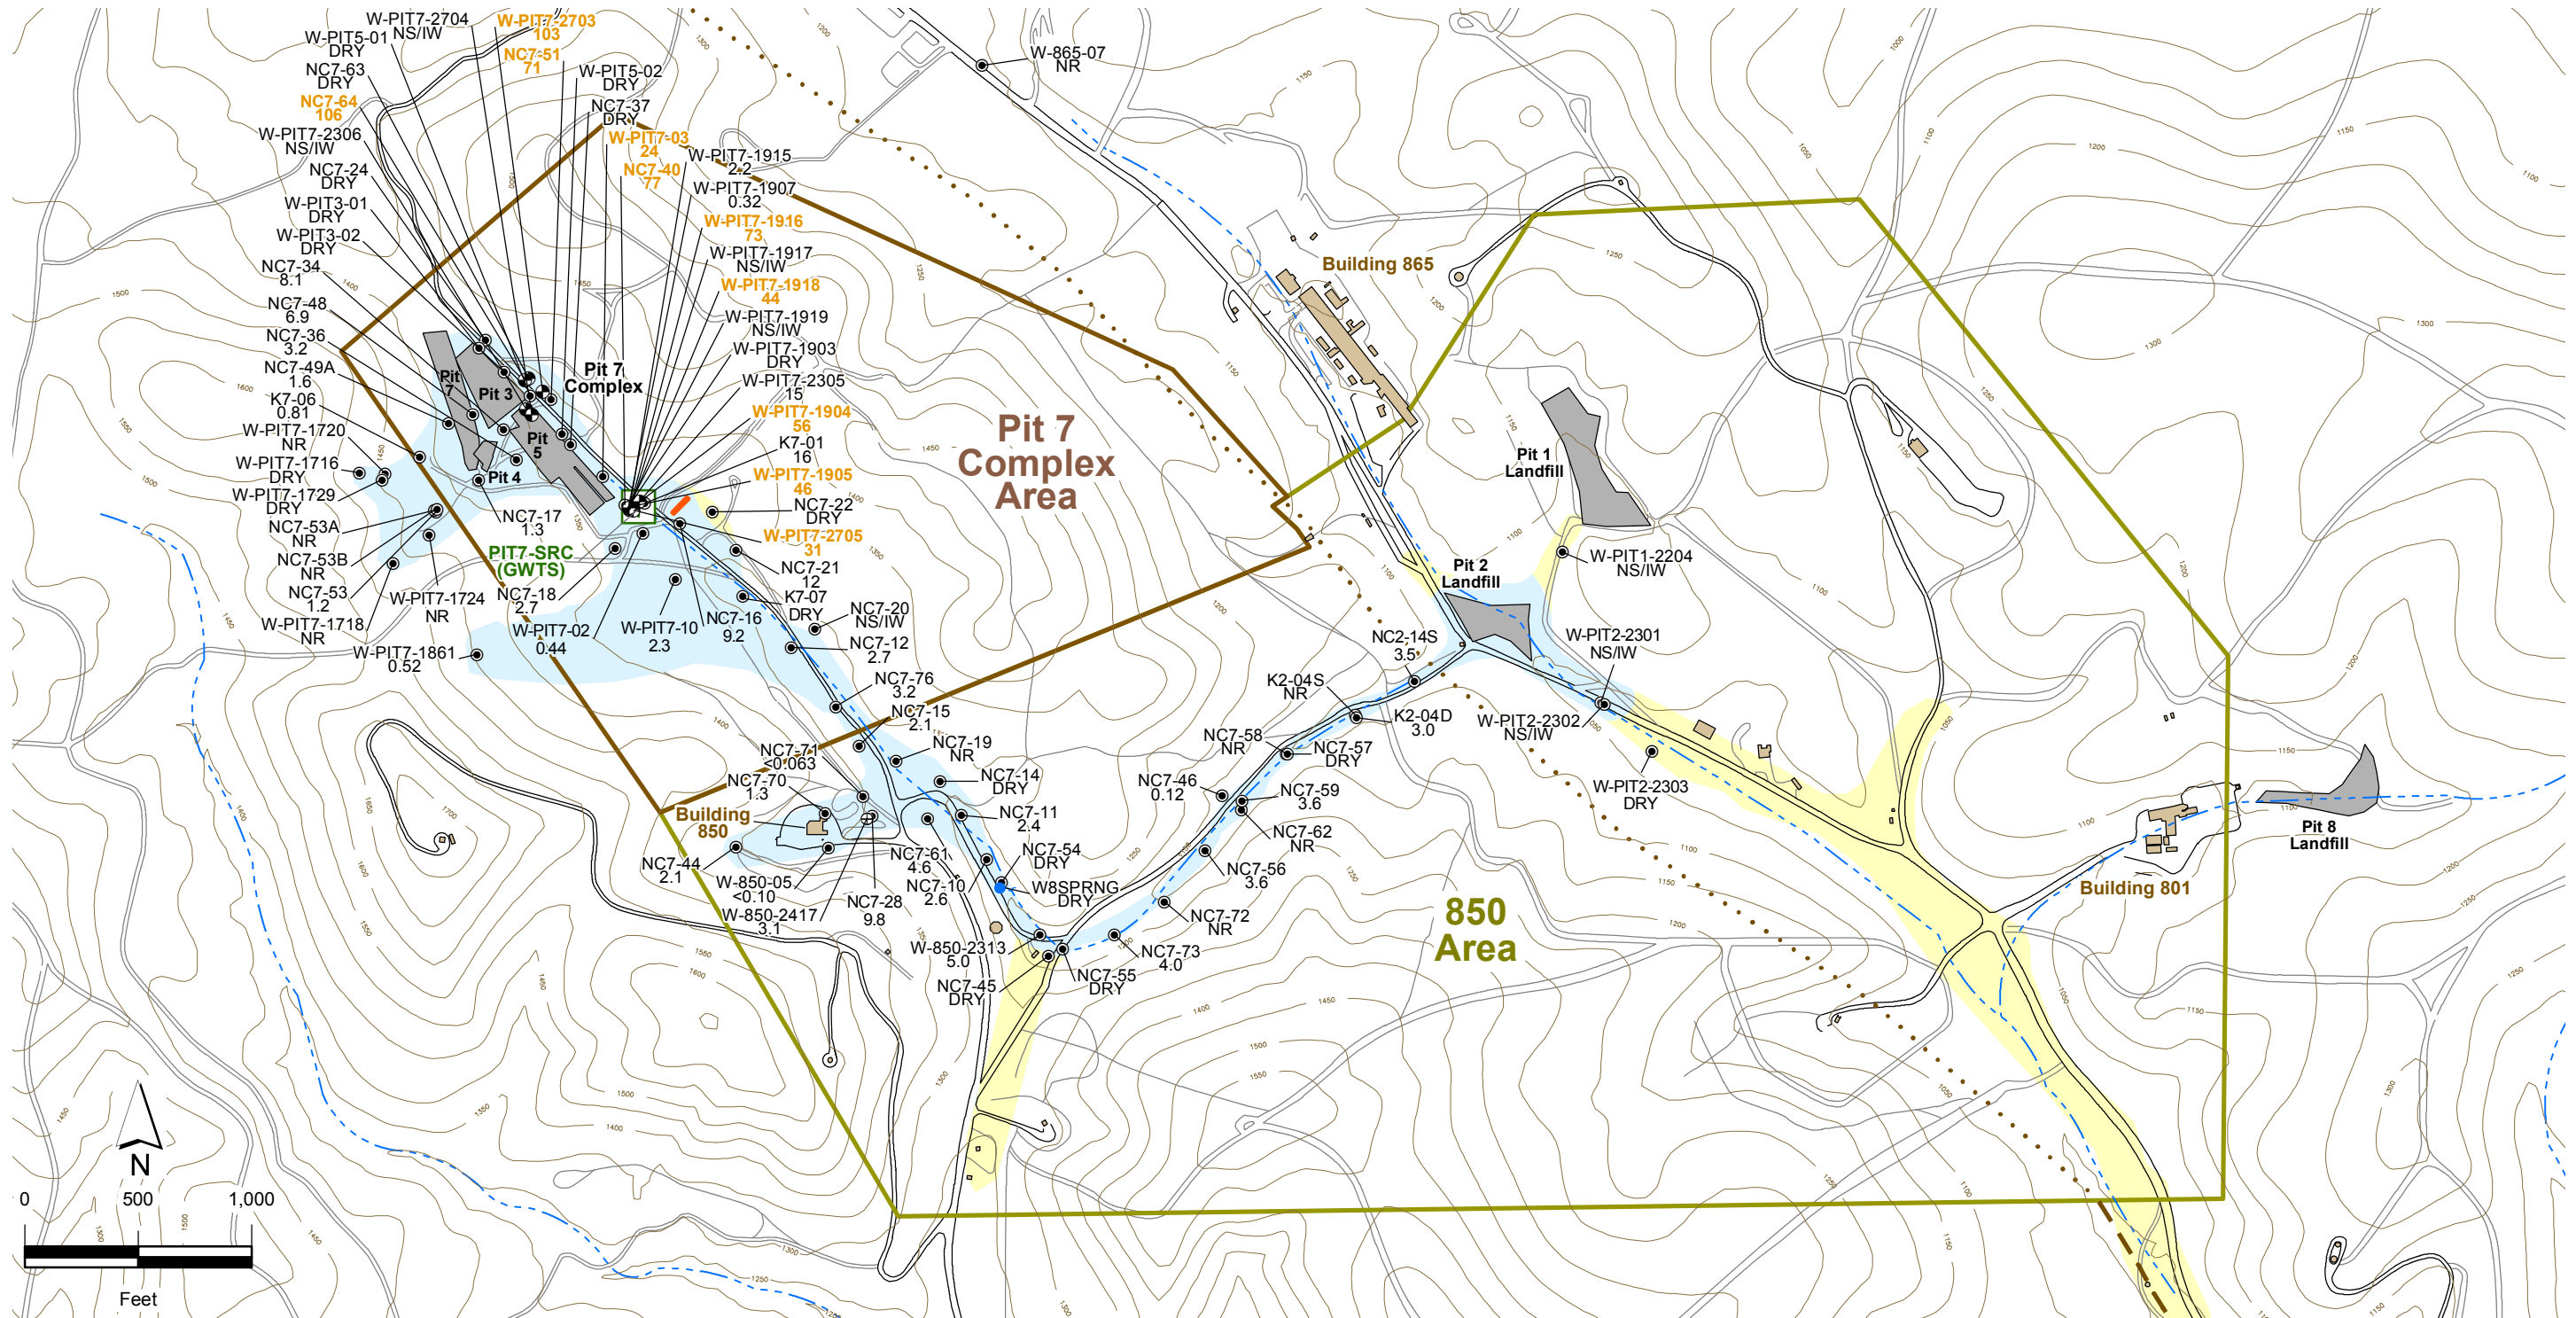 W-PIT7-2704
NS/IW
W-PIT7-2703
103
W-PIT5-01
DRY
NC7-51
71
NC7-63
DRY
W-PIT5-02
DRY
NC7-64
106
NC7-37
DRY
W-PIT7-2306
NS/IW
W-PIT7-03
24
NC7-24
DRY
NC7-40
77
W-PIT7-1915
2.2
W-PIT3-01
DRY
W-PIT7-1907
0.32
W-PIT3-02
DRY
W-PIT7-1916
73
NC7-34
8.1
W-PIT7-1917
NS/IW
NC7-48
6.9
W-PIT7-1918
44
NC7-36
3.2
W-PIT7-1919
NS/IW
NC7-49A
1.6
W-PIT7-1903
DRY
K7-06
0.81
W-PIT7-2305
15
W-PIT7-1720
NR
W-PIT7-1904
56
W-PIT7-1716
DRY
K7-01
16
W-PIT7-1729
DRY
W-PIT7-1905
46
NC7-53A
NR
NC7-22
DRY
NC7-53B
NR
W-PIT7-2705
31
NC7-53
1.2
NC7-21
12
W-PIT7-1718
NR
K7-07
DRY
W-PIT7-1724
NR
NC7-20
NS/IW
W-PIT7-1861
0.52
NC7-12
2.7
NC7-17
1.3
PIT7-SRC
(GWTS)
NC7-18
2.7
W-PIT7-02
0.44
W-PIT7-10
2.3
NC7-16
9.2
Pit
7
Pit 3
Pit
5
Pit 4
Pit 7
Complex
Pit 7
Complex
Area
W-865-07
NR
Building 865
Pit 1
Landfill
Pit 2
Landfill
W-PIT1-2204
NS/IW
W-PIT2-2301
NS/IW
W-PIT2-2302
NS/IW
W-PIT2-2303
DRY
NC2-14S
3.5
K2-04S
NR
K2-04D
3.0
NC7-58
NR
NC7-57
DRY
NC7-46
0.12
NC7-59
3.6
NC7-62
NR
NC7-56
3.6
NC7-72
NR
NC7-73
4.0
NC7-55
DRY
NC7-76
3.2
NC7-15
2.1
NC7-19
NR
NC7-14
DRY
NC7-71
<0.063
NC7-70
1.3
Building
850
NC7-11
2.4
NC7-54
DRY
W8SPRNG
DRY
NC7-44
2.1
W-850-05
<0.10
W-850-2417
3.1
NC7-28
9.8
NC7-61
4.6
NC7-10
2.6
W-850-2313
5.0
NC7-45
DRY
850
Area
Building 801
Pit 8
Landfill
N
0 500 1,000
Feet